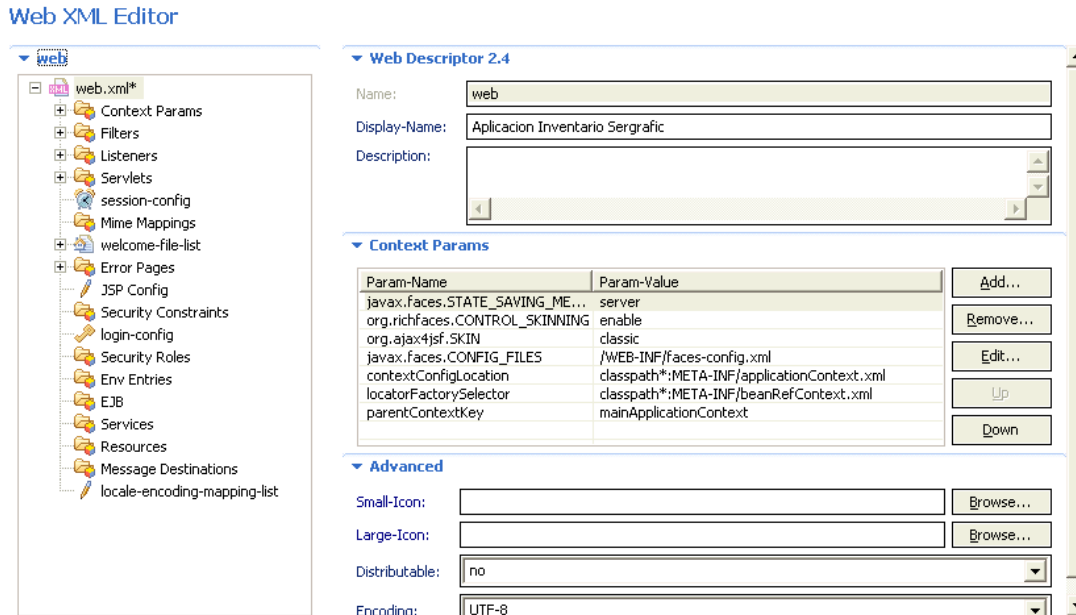 Web XML Editor
web
web.xml*
Context Params
Filters
Listeners
Servlets
session-config
Mime Mappings
welcome-file-list
Error Pages
JSP Config
Security Constraints
login-config
Security Roles
Env Entries
EJB
Services
Resources
Message Destinations
locale-encoding-mapping-list
Web Descriptor 2.4
Name: web
Display-Name: Aplicacion Inventario Sergrafic
Description:
Context Params
Param-Name Param-Value
javax.faces.STATE_SAVING_ME... server
org.richfaces.CONTROL_SKINNING enable
org.ajax4jsf.SKIN classic
javax.faces.CONFIG_FILES /WEB-INF/faces-config.xml
contextConfigLocation classpath*:META-INF/applicationContext.xml
locatorFactorySelector classpath*:META-INF/beanRefContext.xml
parentContextKey mainApplicationContext
Add...
Remove...
Edit...
Up
Down
Advanced
Small-Icon: Browse...
Large-Icon: Browse...
Distributable: no
Encoding: UTF-8